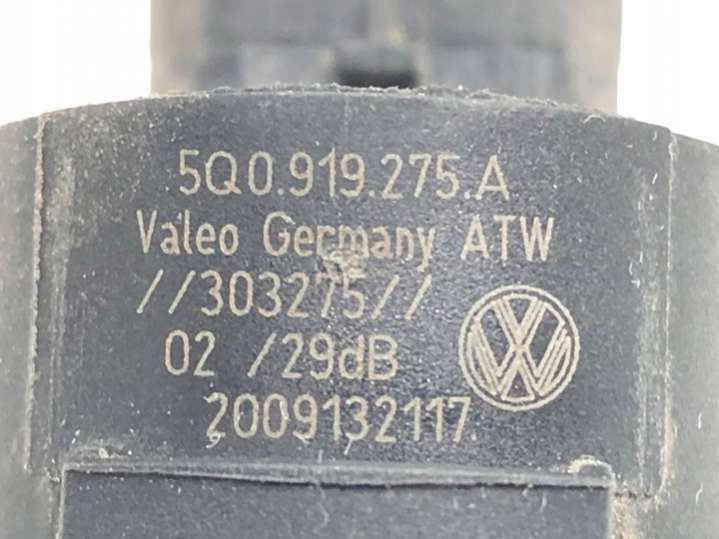 5Q0.919.275.A
Valeo Germany ATW
//303275//
02 /29dB
2009132117